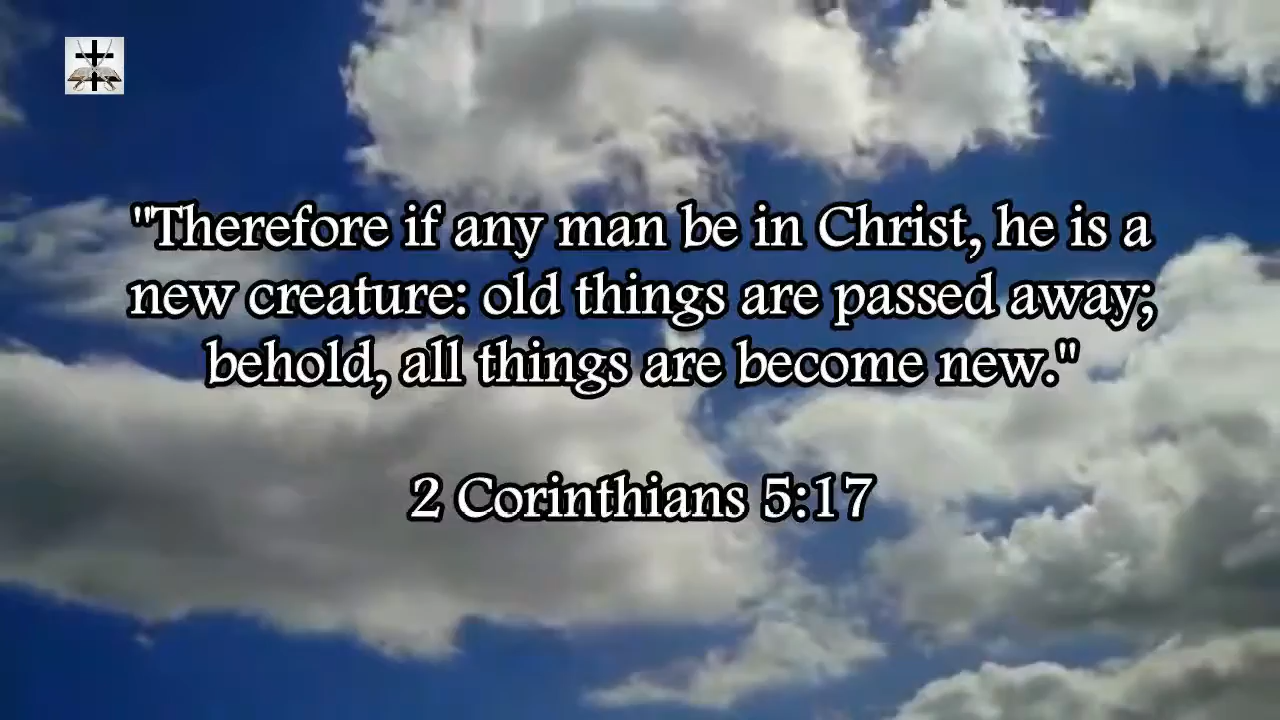 "Therefore if any man be in Christ, he is a
new creature: old things are passed away;
behold, all things are become new."
2 Corinthians 5:17